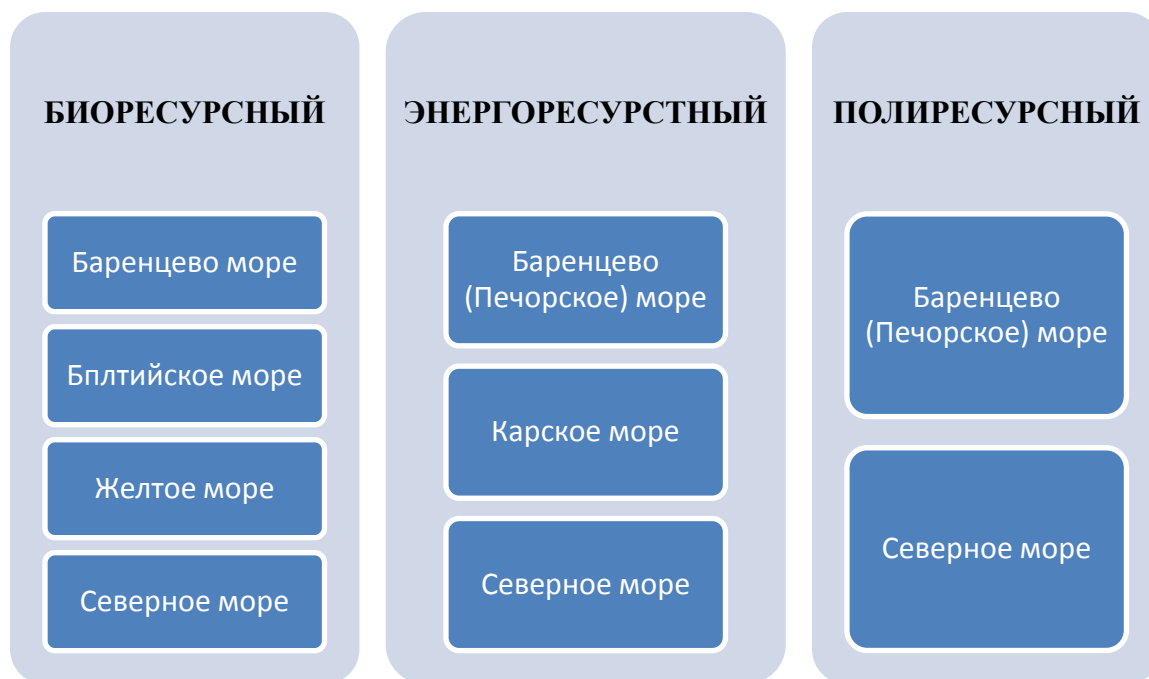 БИОРЕСУРСНЫЙ
Баренцево море
Бплтийское море
Желтое море
Северное море
ЭНЕРГОРЕСУРСТНЫЙ
Баренцево
(Печорское) море
Карское море
Северное море
ПОЛИРЕСУРСНЫЙ
Баренцево
(Печорское) море
Северное море